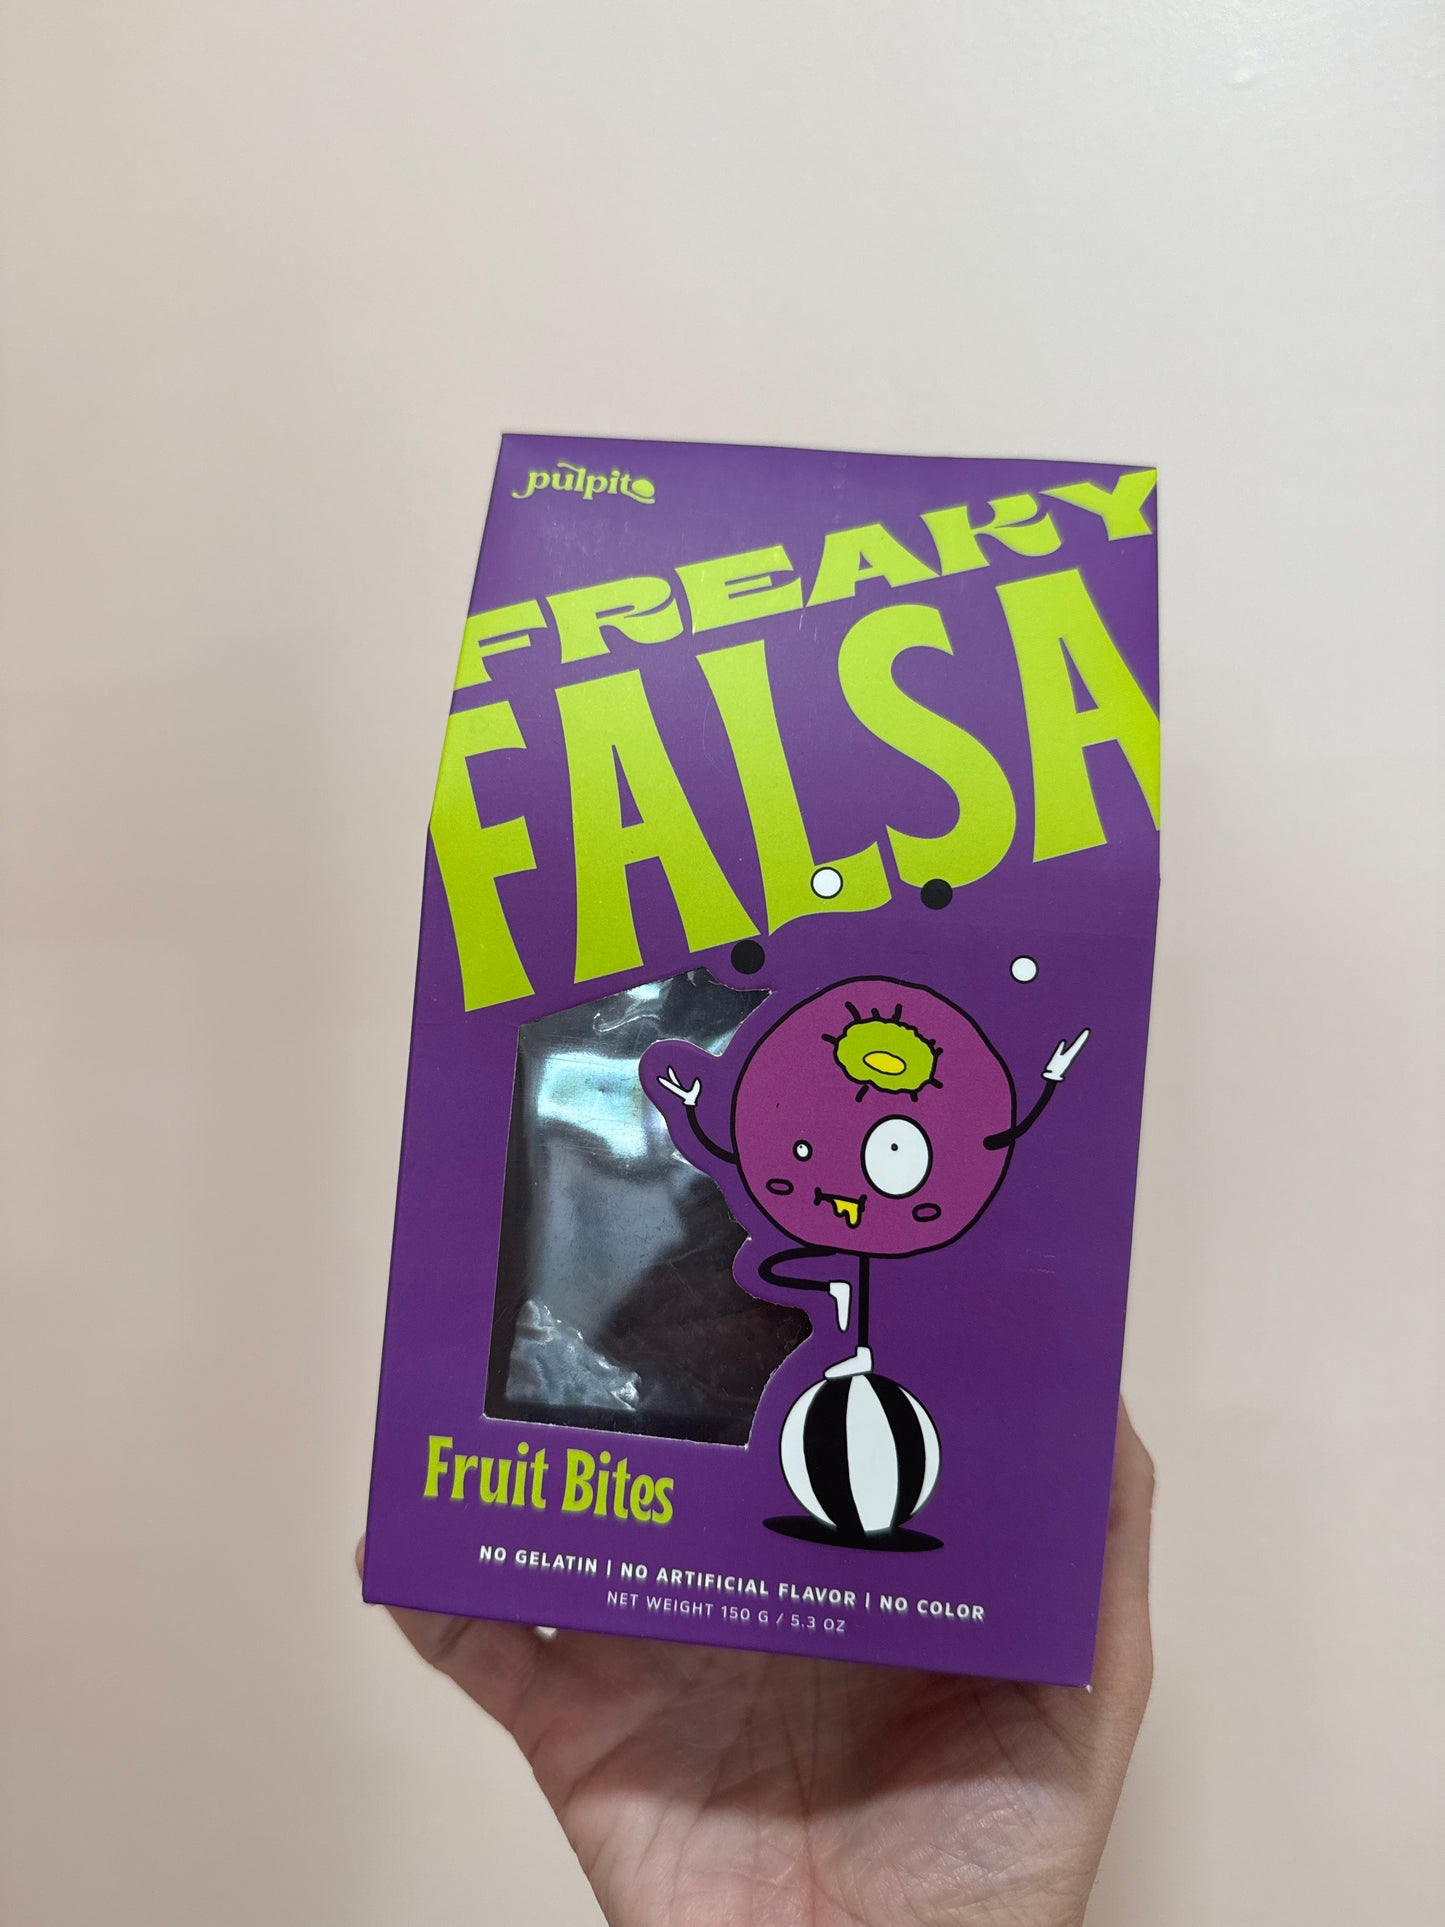 pulpito
FREAKY
FALSA
Fruit Bites
NO GELATIN | NO ARTIFICIAL FLAVOR | NO COLOR
NET WEIGHT 150 G / 5.3 OZ